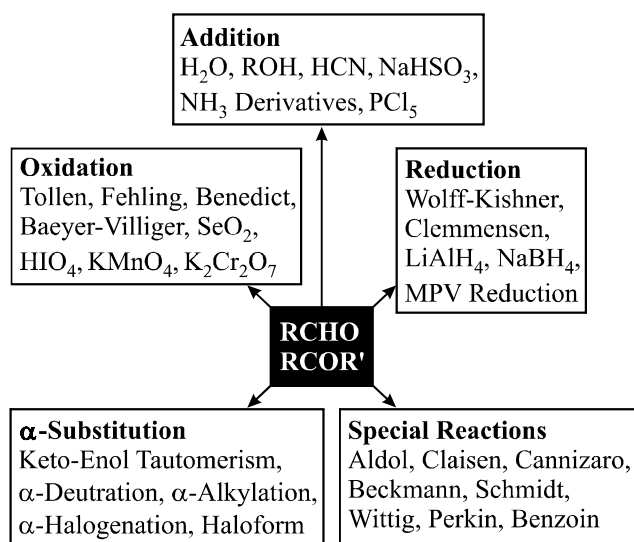 Addition
H₂O, ROH, HCN, NaHSO₃,
NH₃ Derivatives, PCl₅
Oxidation
Tollen, Fehling, Benedict,
Baeyer-Villiger, SeO₂,
HIO₄, KMnO₄, K₂Cr₂O₇
Reduction
Wolff-Kishner,
Clemmensen,
LiAlH₄, NaBH₄,
MPV Reduction
RCHO
RCOR'
α-Substitution
Keto-Enol Tautomerism,
α-Deutration, α-Alkylation,
α-Halogenation, Haloform
Special Reactions
Aldol, Claisen, Cannizaro,
Beckmann, Schmidt,
Wittig, Perkin, Benzoin